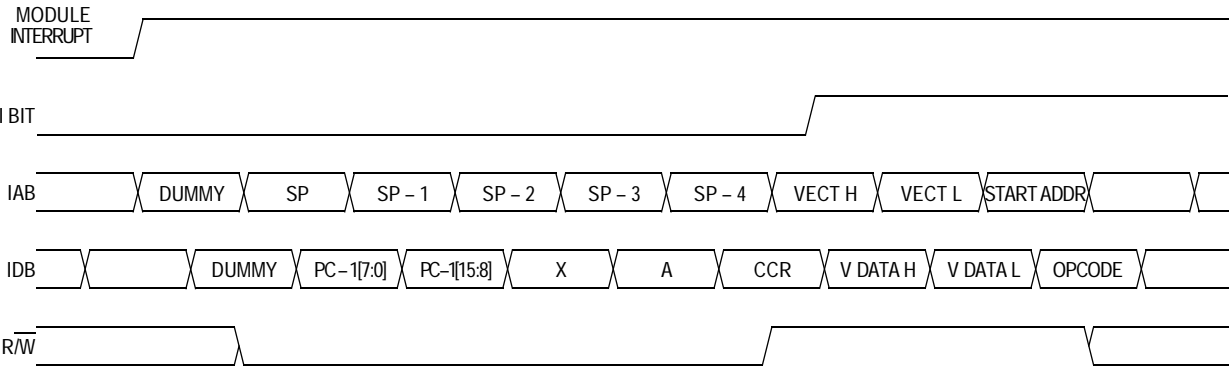 MODULE
INTERRUPT
I BIT
IAB DUMMY SP SP – 1 SP – 2 SP – 3 SP – 4 VECT H VECT L START ADDR
IDB DUMMY PC – 1[7:0] PC–1[15:8] X A CCR V DATA H V DATA L OPCODE
R/W̅